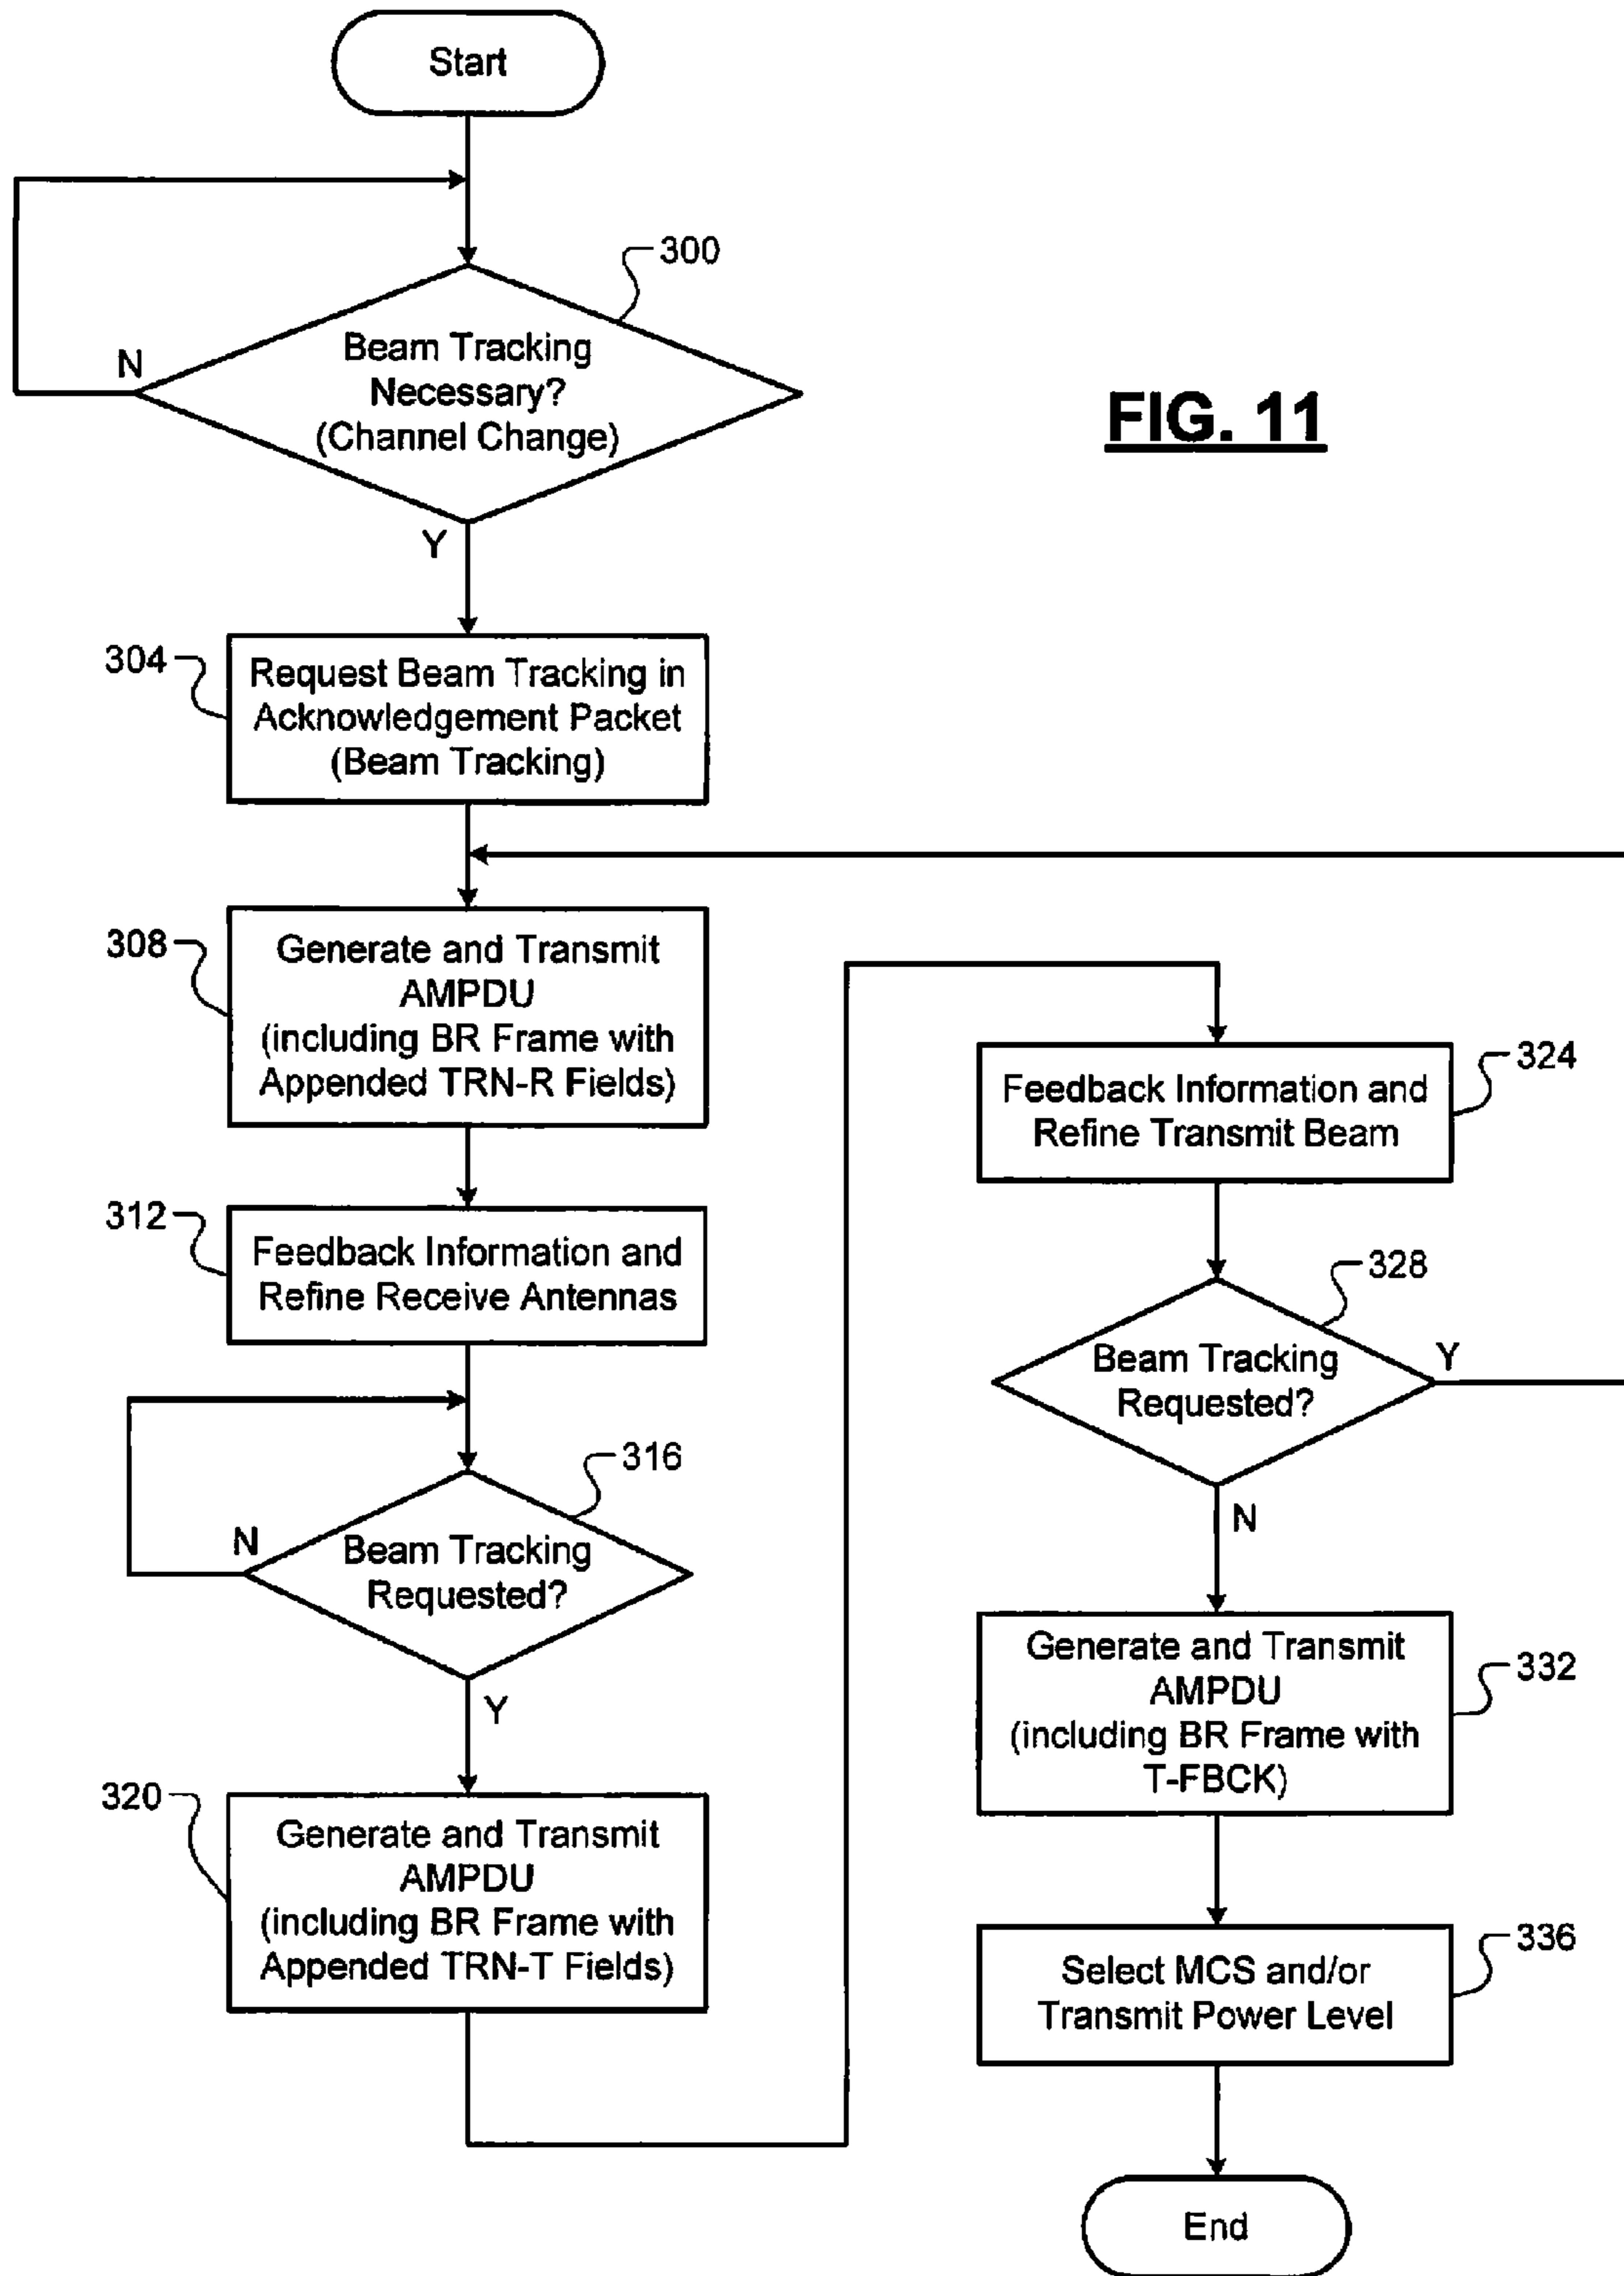 Start
300
Beam Tracking
Necessary?
(Channel Change)
N
Y
FIG. 11
304
Request Beam Tracking in
Acknowledgement Packet
(Beam Tracking)
308
Generate and Transmit
AMPDU
(including BR Frame with
Appended TRN-R Fields)
312
Feedback Information and
Refine Receive Antennas
316
Beam Tracking
Requested?
N
Y
320
Generate and Transmit
AMPDU
(including BR Frame with
Appended TRN-T Fields)
324
Feedback Information and
Refine Transmit Beam
328
Beam Tracking
Requested?
Y
N
332
Generate and Transmit
AMPDU
(including BR Frame with
T-FBCK)
336
Select MCS and/or
Transmit Power Level
End